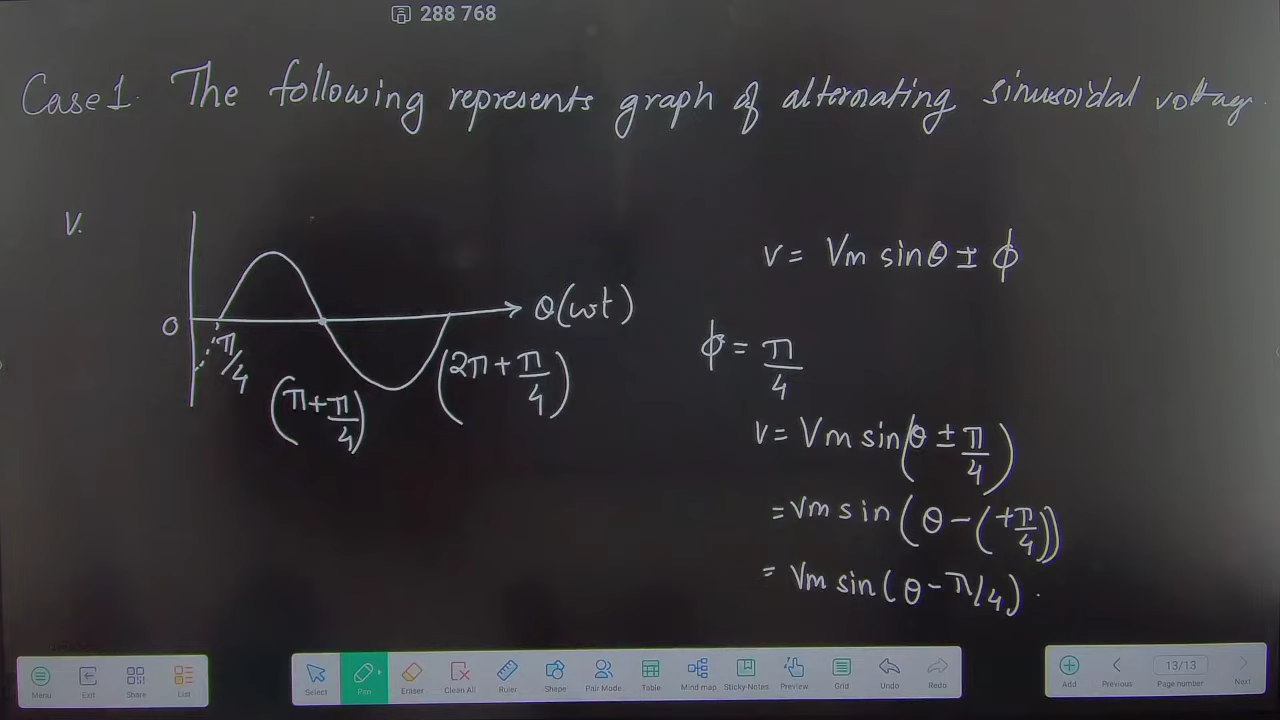 288 768
Case 1. The following represents graph of alternating sinusoidal voltage.
V.
0
π/4
(π+π/4)
(2π+π/4)
θ(ωt)
v = Vm sinθ ± ϕ
ϕ = π/4
v = Vm sin(θ ± π/4)
= Vm sin (θ - (+π/4))
= Vm sin (θ - π/4).
Menu Exit Share List
Select Pen Eraser Clean All Ruler Shape Pair Mode Table Mind map Sticky-Notes Preview Grid Undo Redo
Add Previous 13/13 Page number Next